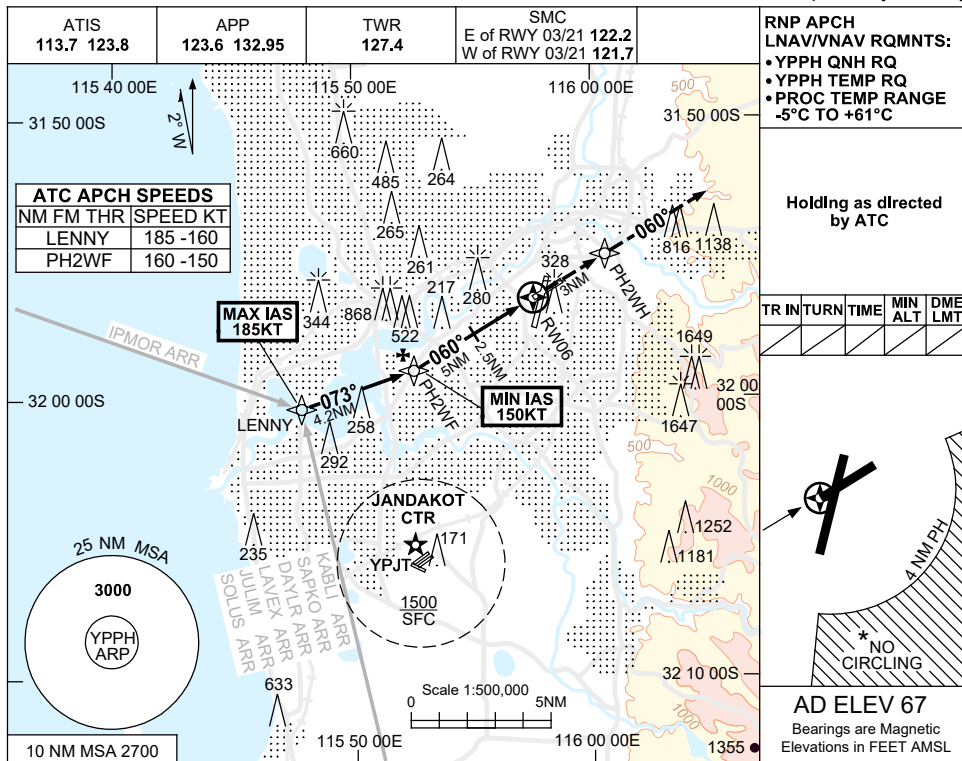 ATIS
113.7 123.8
APP
123.6 132.95
TWR
127.4
SMC
E of RWY 03/21 122.2
W of RWY 03/21 121.7
RNP APCH
LNAV/VNAV RQMNTS:
•YPPH QNH RQ
•YPPH TEMP RQ
•PROC TEMP RANGE
-5°C TO +61°C
Holding as directed
by ATC
TR IN
TURN
TIME
MIN
ALT
DME
LMT
115 40 00E
115 50 00E
116 00 00E
500
31 50 00S
31 50 00S
2° W
660
485
264
ATC APCH SPEEDS
NM FM THR SPEED KT
LENNY 185 -160
PH2WF 160 -150
265
261
816
1138
060°
328
3NM
PH2WH
280
217
344
868
522
RW06
MAX IAS
185KT
IPMOR ARR
060°
5NM
2.5NM
1649
PH2WF
MIN IAS
150KT
32 00 00S
32 00
00S
073°
4.2NM
LENNY
258
292
1647
500
JANDAKOT
CTR
171
YPJT
1500
SFC
235
1000
1252
1181
25 NM MSA
3000
YPPH
ARP
KABLI ARR
SAPKO ARR
DAYLR ARR
LAVEX ARR
JULIM ARR
SOLUS ARR
4 NM PH
*NO
CIRCLING
633
Scale 1:500,000
0 5NM
32 10 00S
1000
10 NM MSA 2700
115 50 00E
116 00 00E
1355
AD ELEV 67
Bearings are Magnetic
Elevations in FEET AMSL